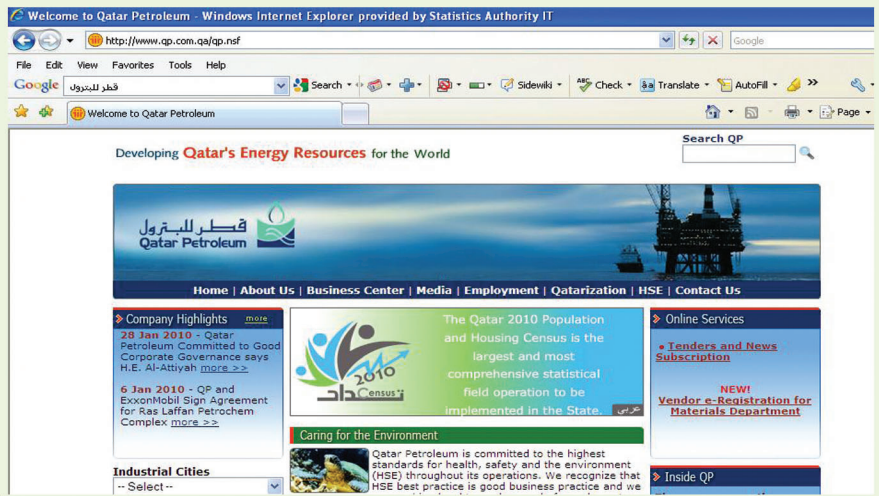 Welcome to Qatar Petroleum - Windows Internet Explorer provided by Statistics Authority IT
http://www.qp.com.qa/qp.nsf
Google
File Edit View Favorites Tools Help
Google قطر للبترول Search Sidewiki Check Translate AutoFill
Welcome to Qatar Petroleum
Page
Search QP
Developing Qatar's Energy Resources for the World
قطر للبترول
Qatar Petroleum
Home | About Us | Business Center | Media | Employment | Qatarization | HSE | Contact Us
Company Highlights more
28 Jan 2010 - Qatar
Petroleum Committed to Good
Corporate Governance says
H.E. Al-Attiyah more >>
6 Jan 2010 - QP and
ExxonMobil Sign Agreement
for Ras Laffan Petrochem
Complex more >>
Industrial Cities
-- Select --
2010
Census
تعداد
The Qatar 2010 Population
and Housing Census is the
largest and most
comprehensive statistical
field operation to be
implemented in the State.
عربي
Caring for the Environment
Qatar Petroleum is committed to the highest
standards for health, safety and the environment
(HSE) throughout its operations. We recognize that
HSE best practice is good business practice and we
Online Services
Tenders and News
Subscription
NEW!
Vendor e-Registration for
Materials Department
Inside QP